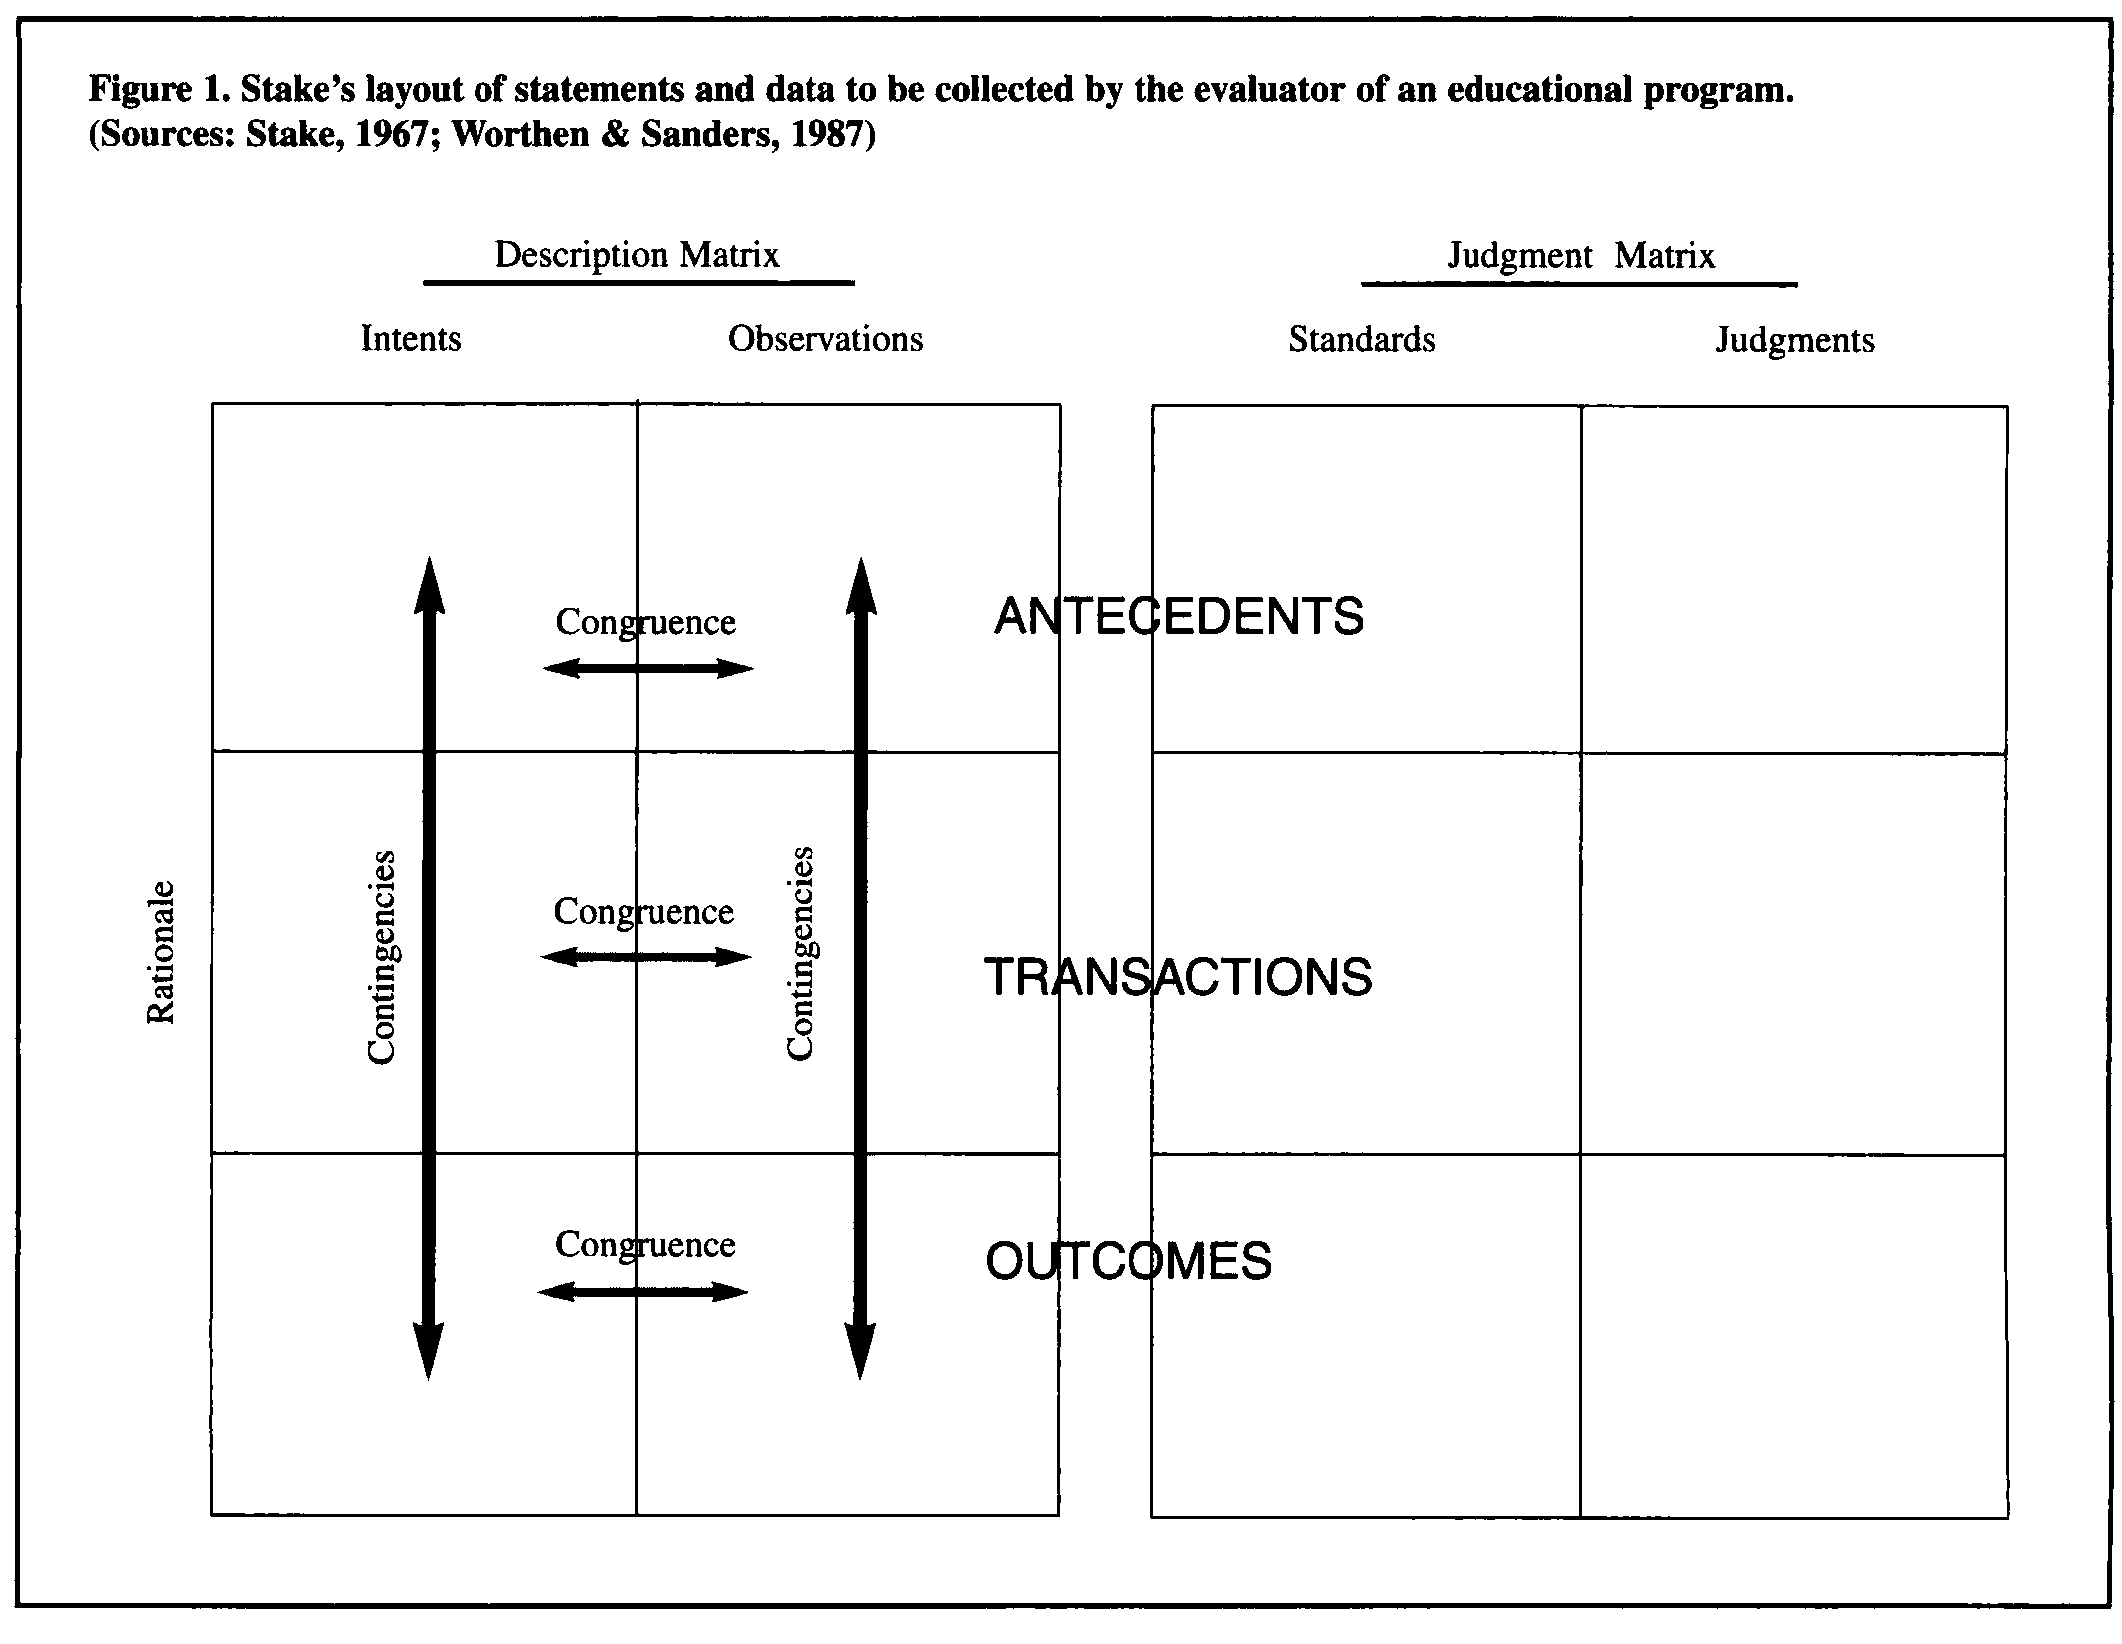 Figure 1. Stake's layout of statements and data to be collected by the evaluator of an educational program.
(Sources: Stake, 1967; Worthen & Sanders, 1987)
Description Matrix
Judgment Matrix
Intents
Observations
Standards
Judgments
Congruence
ANTECEDENTS
Rationale
Contingencies
Congruence
Contingencies
TRANSACTIONS
Congruence
OUTCOMES